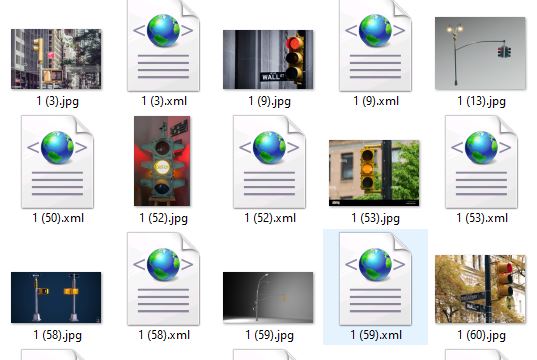 1 (3).jpg
1 (3).xml
1 (9).jpg
1 (9).xml
1 (13).jpg
WALL
1 (50).xml
1 (52).jpg
1 (52).xml
1 (53).jpg
1 (53).xml
1 (58).jpg
1 (58).xml
1 (59).jpg
1 (59).xml
1 (60).jpg